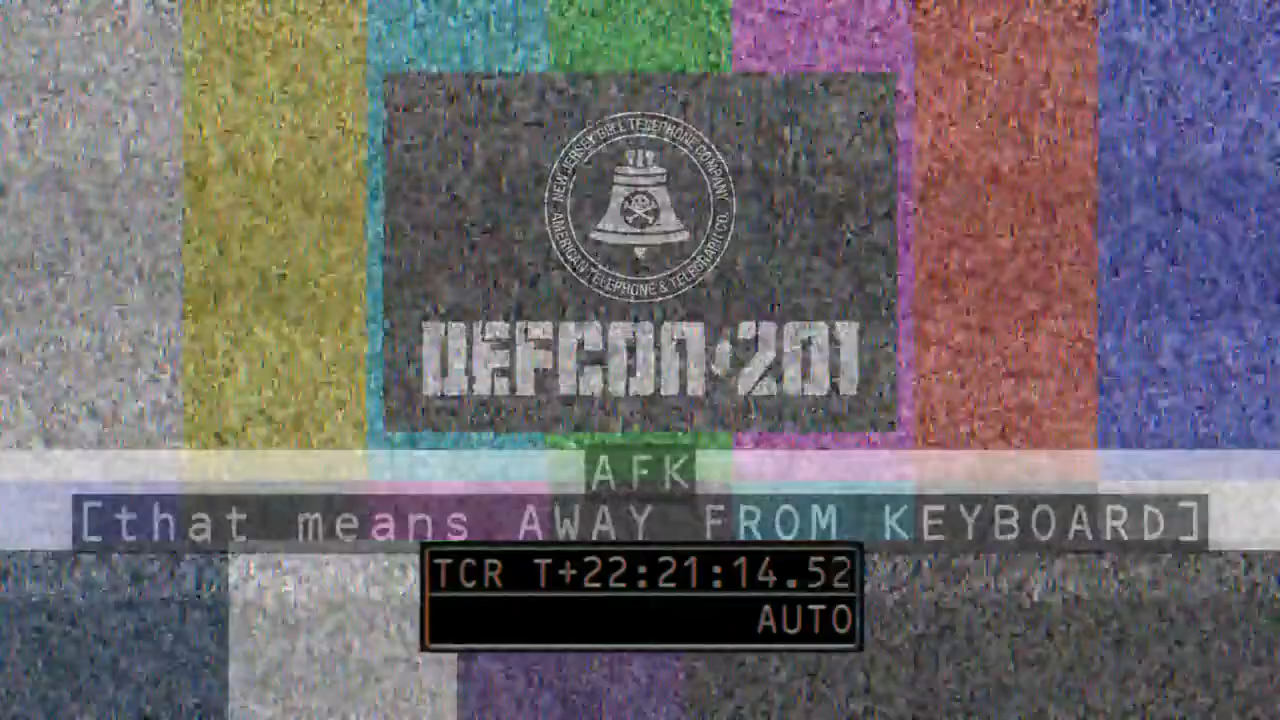 NEW JERSEY BELL TELEPHONE COMPANY
AMERICAN TELEPHONE & TELEGRAPH CO.
DEFCON 201
AFK
[that means AWAY FROM KEYBOARD]
TCR T+22:21:14.52
AUTO